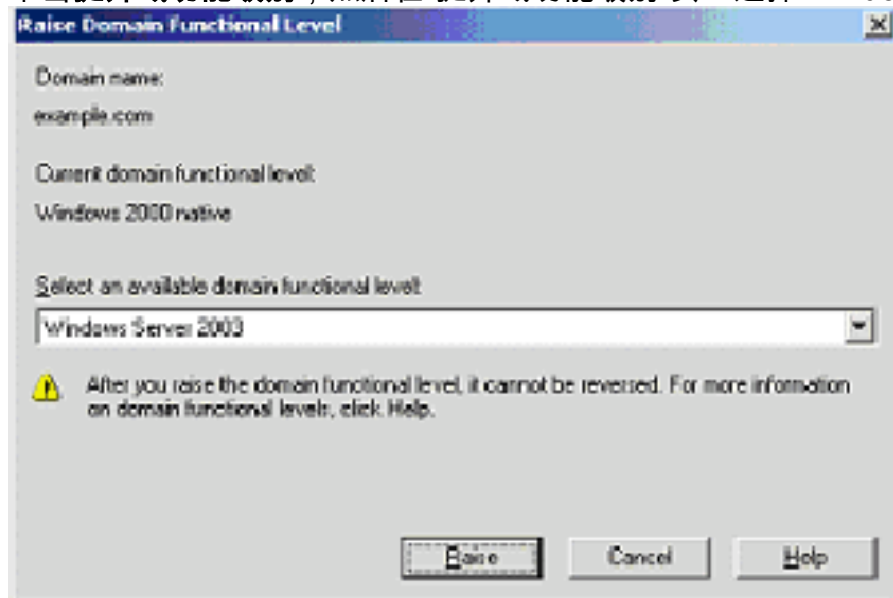 Raise Domain Functional Level
Domain name:
example.com
Current domain functional level:
Windows 2000 native
Select an available domain functional level:
Windows Server 2003
After you raise the domain functional level, it cannot be reversed. For more information
on domain functional levels, click Help.
Raise
Cancel
Help